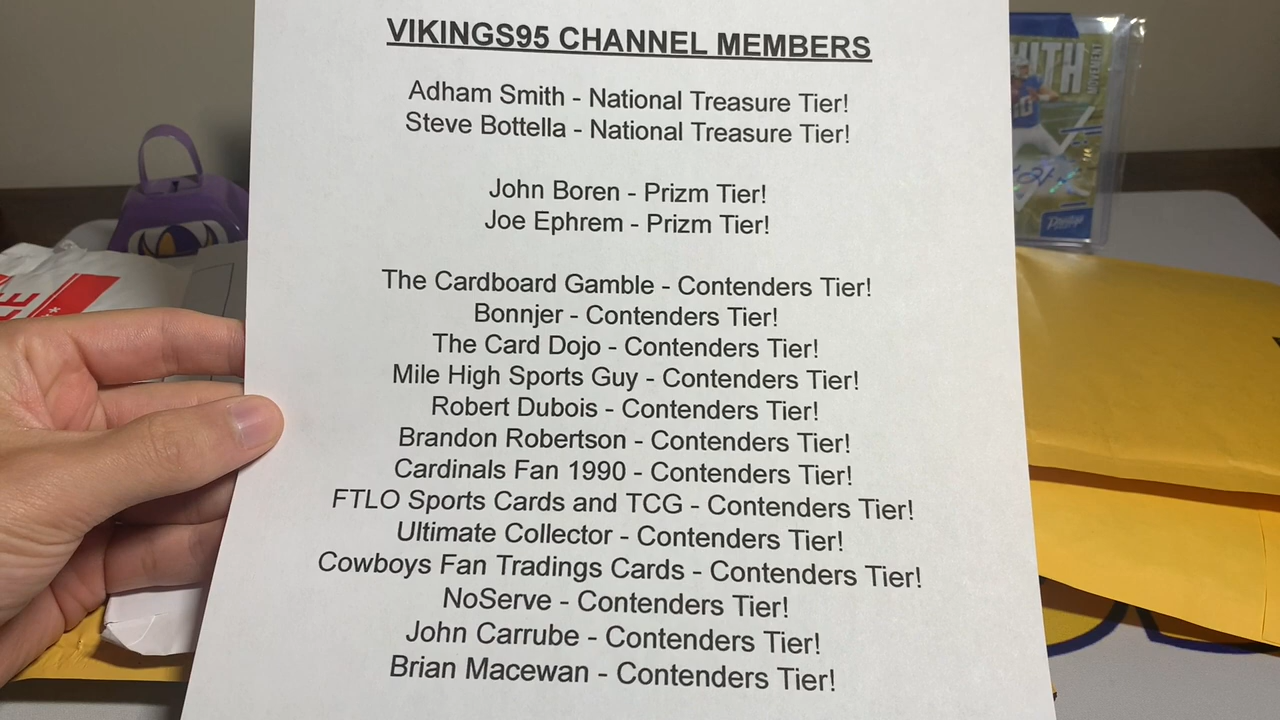 VIKINGS95 CHANNEL MEMBERS
Adham Smith - National Treasure Tier!
Steve Bottella - National Treasure Tier!
John Boren - Prizm Tier!
Joe Ephrem - Prizm Tier!
The Cardboard Gamble - Contenders Tier!
Bonnjer - Contenders Tier!
The Card Dojo - Contenders Tier!
Mile High Sports Guy - Contenders Tier!
Robert Dubois - Contenders Tier!
Brandon Robertson - Contenders Tier!
Cardinals Fan 1990 - Contenders Tier!
FTLO Sports Cards and TCG - Contenders Tier!
Ultimate Collector - Contenders Tier!
Cowboys Fan Tradings Cards - Contenders Tier!
NoServe - Contenders Tier!
John Carrube - Contenders Tier!
Brian Macewan - Contenders Tier!
MOVEMENT